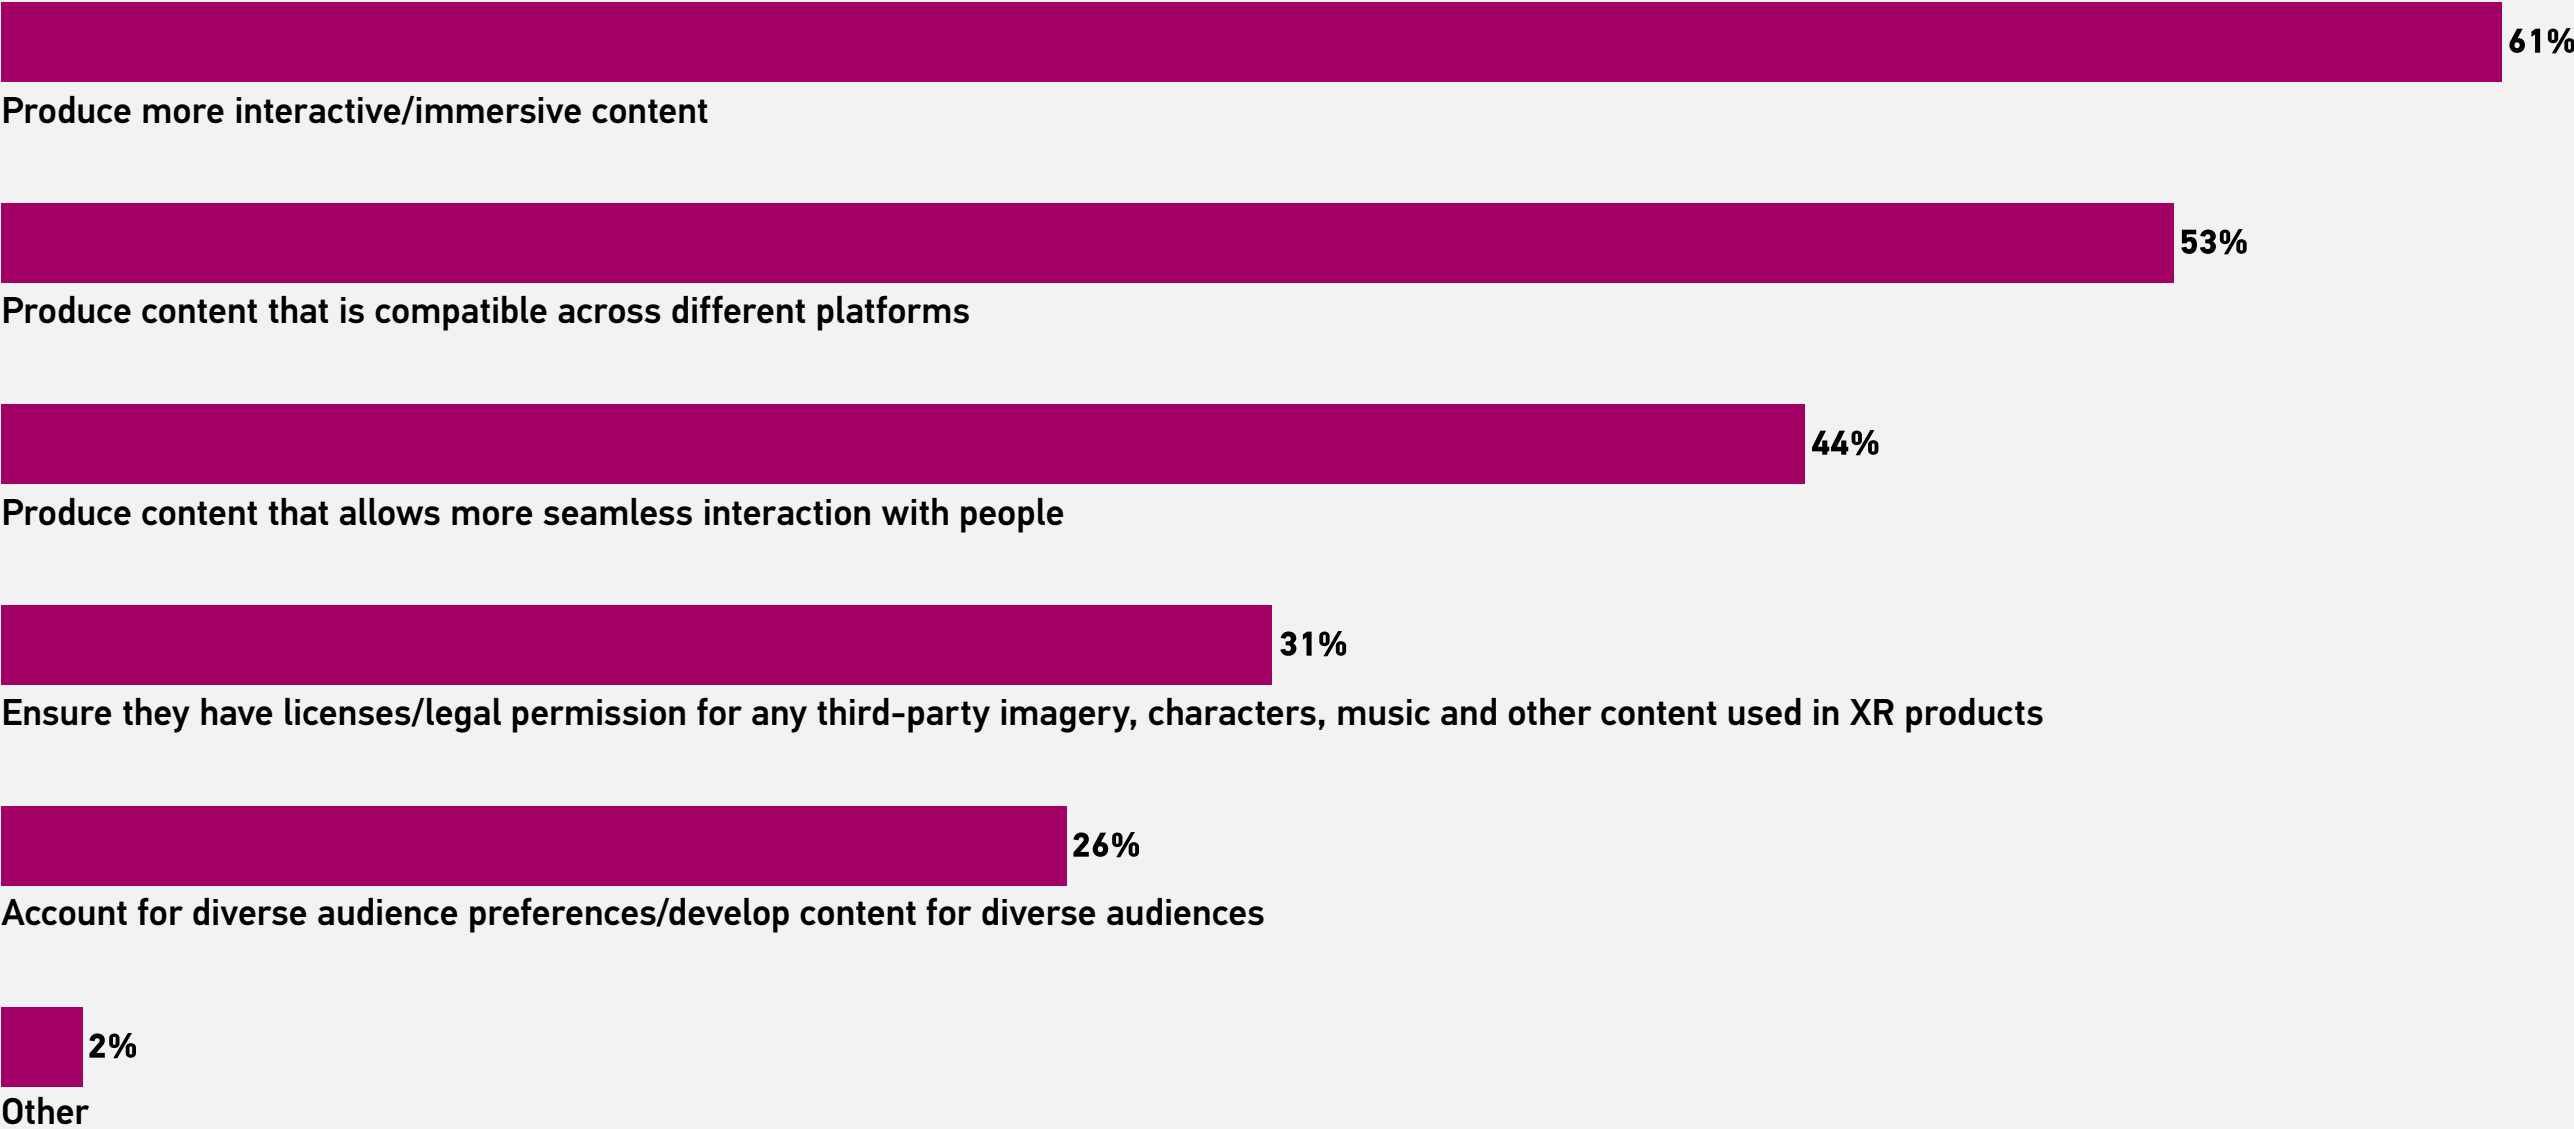 61%
Produce more interactive/immersive content
53%
Produce content that is compatible across different platforms
44%
Produce content that allows more seamless interaction with people
31%
Ensure they have licenses/legal permission for any third-party imagery, characters, music and other content used in XR products
26%
Account for diverse audience preferences/develop content for diverse audiences
2%
Other